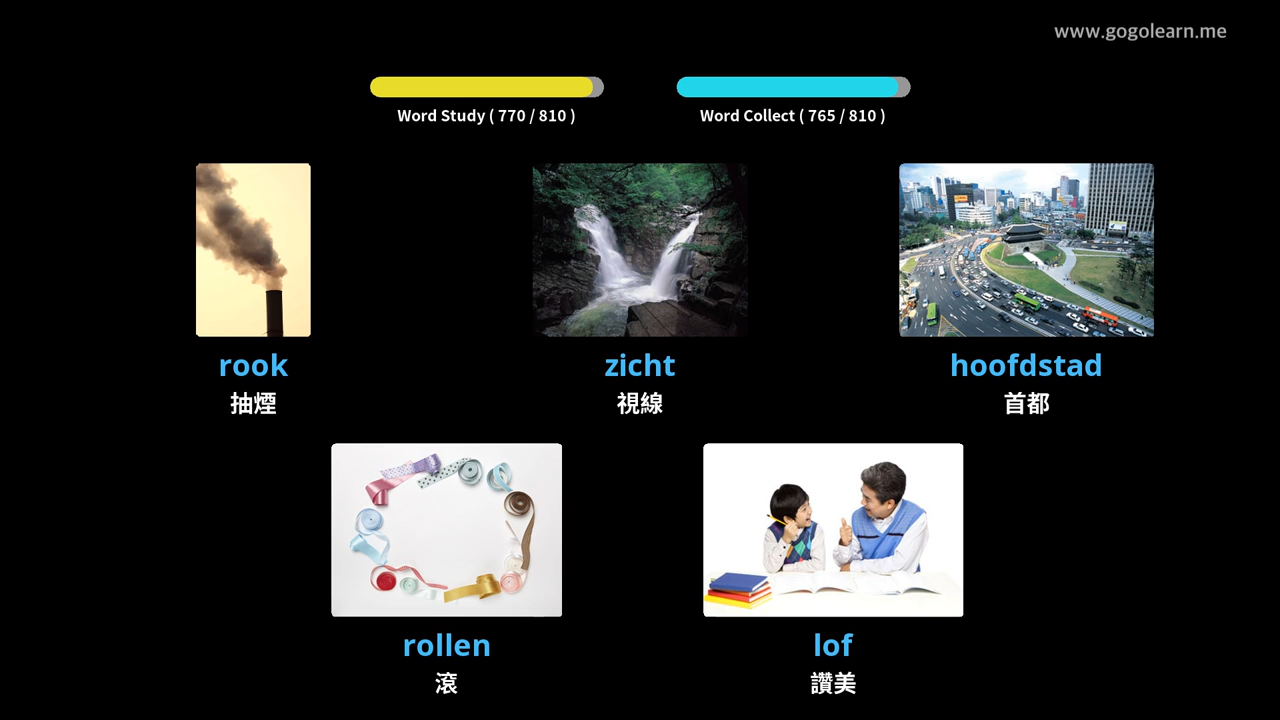 www.gogolearn.me
Word Study ( 770 / 810 )
Word Collect ( 765 / 810 )
rook
抽煙
zicht
視線
hoofdstad
首都
rollen
滾
lof
讚美